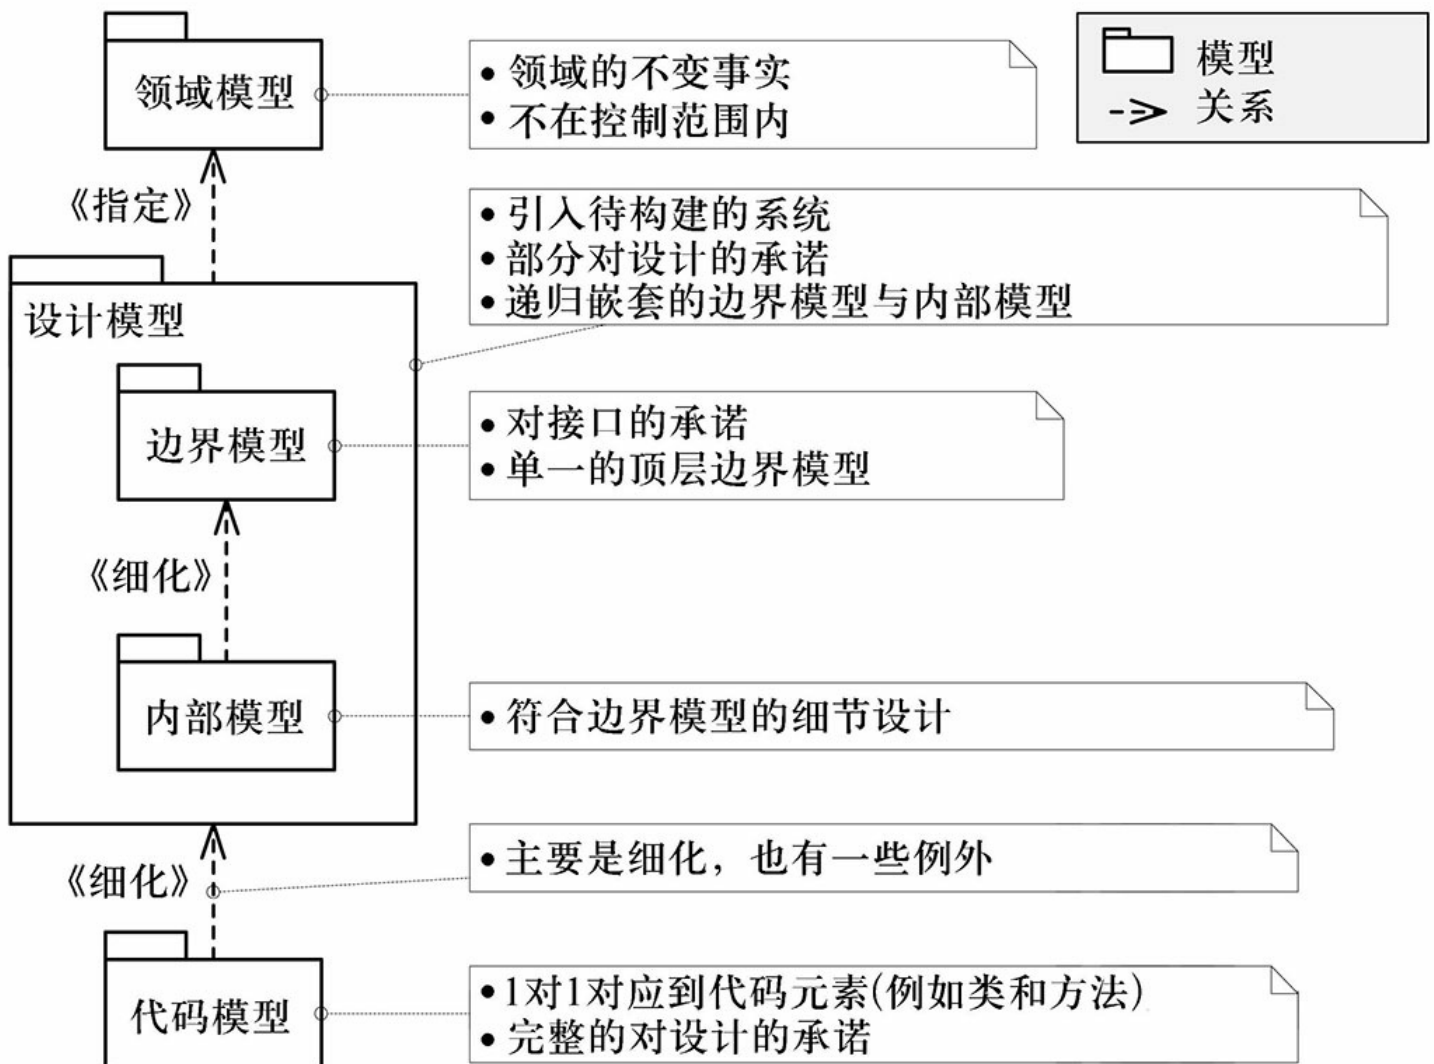 领域模型
• 领域的不变事实
• 不在控制范围内
模型
关系
《指定》
• 引入待构建的系统
• 部分对设计的承诺
• 递归嵌套的边界模型与内部模型
设计模型
边界模型
• 对接口的承诺
• 单一的顶层边界模型
《细化》
内部模型
• 符合边界模型的细节设计
《细化》
• 主要是细化，也有一些例外
代码模型
• 1对1对应到代码元素(例如类和方法)
• 完整的对设计的承诺